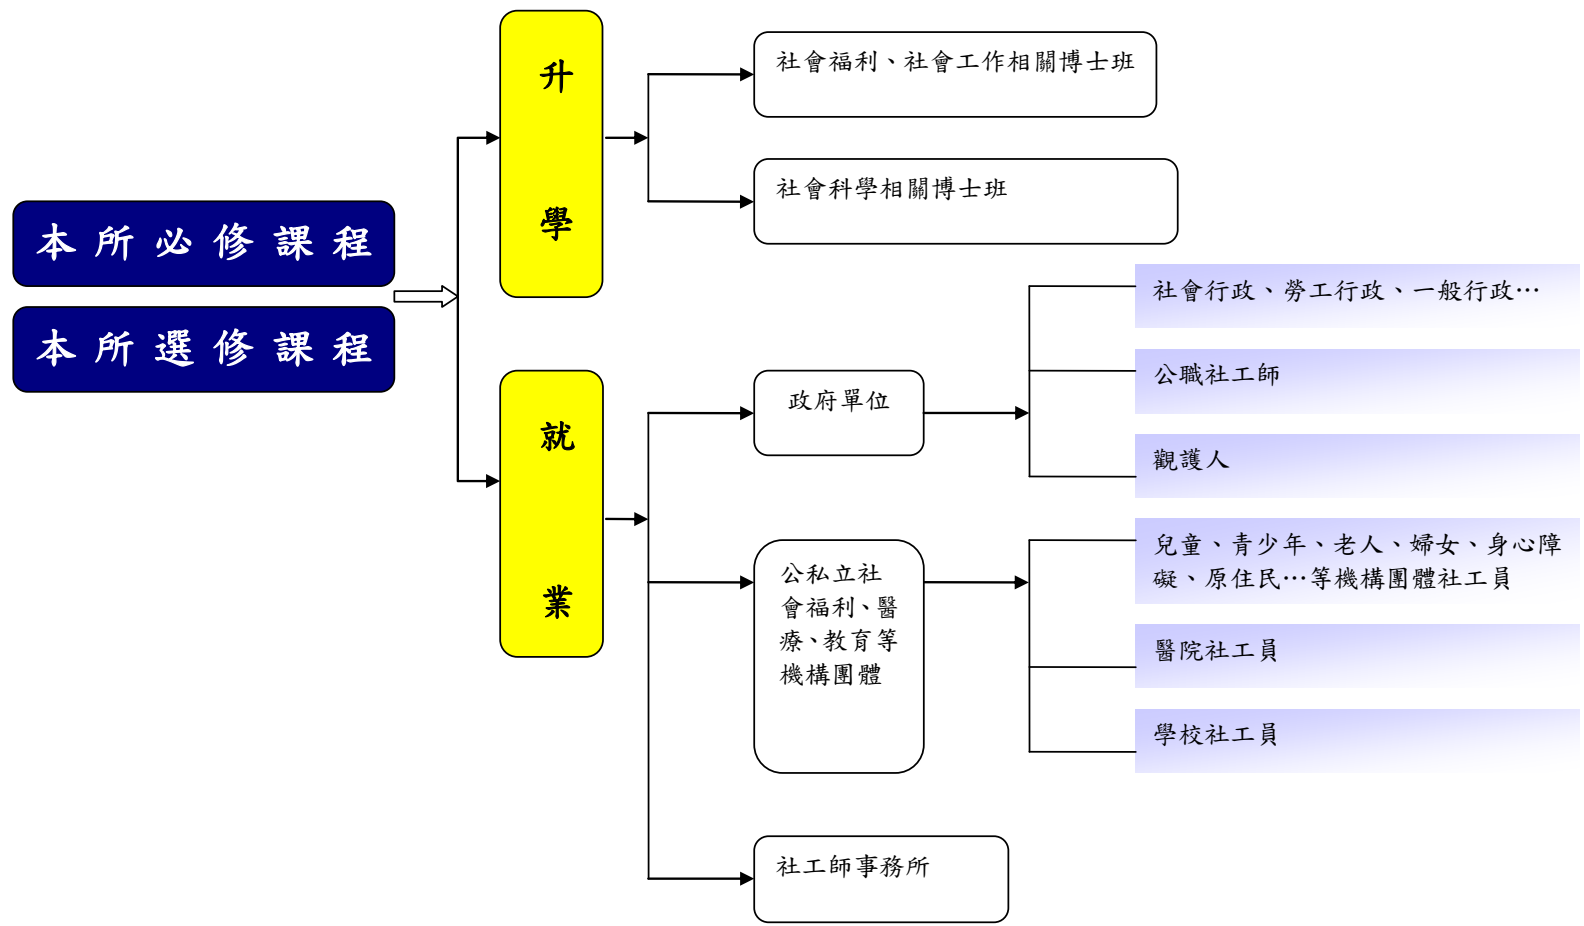 本所必修課程
本所選修課程
升
學
就
業
社會福利、社會工作相關博士班
社會科學相關博士班
政府單位
公私立社
會福利、醫
療、教育等
機構團體
社工師事務所
社會行政、勞工行政、一般行政…
公職社工師
觀護人
兒童、青少年、老人、婦女、身心障
礙、原住民…等機構團體社工員
醫院社工員
學校社工員